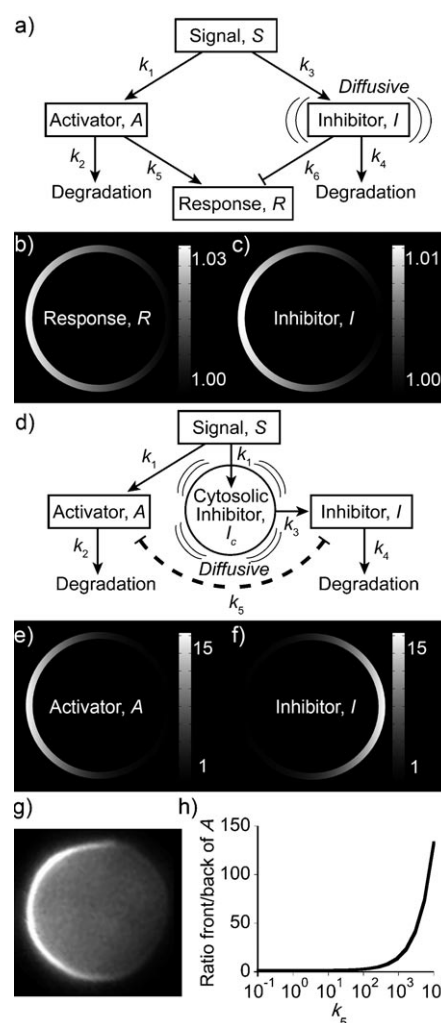 a)
Signal, S
k1
k3
Diffusive
Activator, A
Inhibitor, I
k2
k5
k6
k4
Degradation
Degradation
Response, R
b)
c)
1.03
1.01
Response, R
Inhibitor, I
1.00
1.00
d)
Signal, S
k1
k1
Activator, A
Cytosolic
Inhibitor,
Ic
Inhibitor, I
k3
k2
k4
Diffusive
Degradation
Degradation
k5
e)
f)
15
15
Activator, A
Inhibitor, I
1
1
g)
h)
Ratio front/back of A
150
100
50
0
10-1 100 101 102 103 104
k5